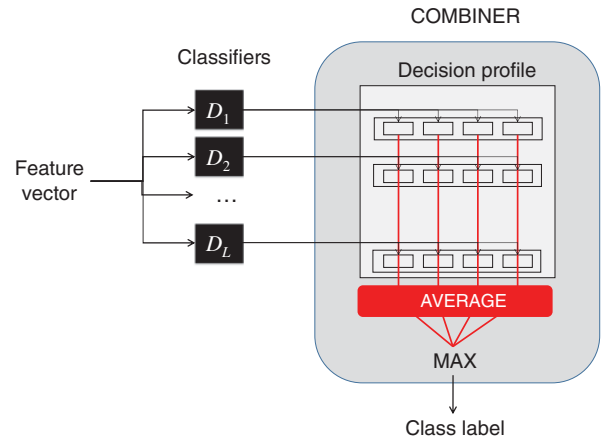 COMBINER
Classifiers
Decision profile
D1
D2
Feature
vector
...
DL
AVERAGE
MAX
Class label